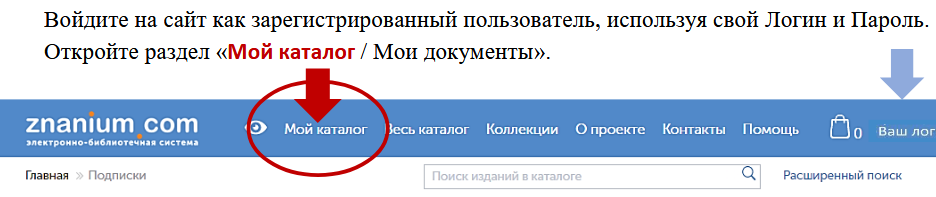 Войдите на сайт как зарегистрированный пользователь, используя свой Логин и Пароль.
Откройте раздел «Мой каталог / Мои документы».
znanium.com
электронно-библиотечная система
Мой каталог Весь каталог Коллекции О проекте Контакты Помощь 0 Ваш лог
Главная » Подписки Поиск изданий в каталоге Расширенный поиск